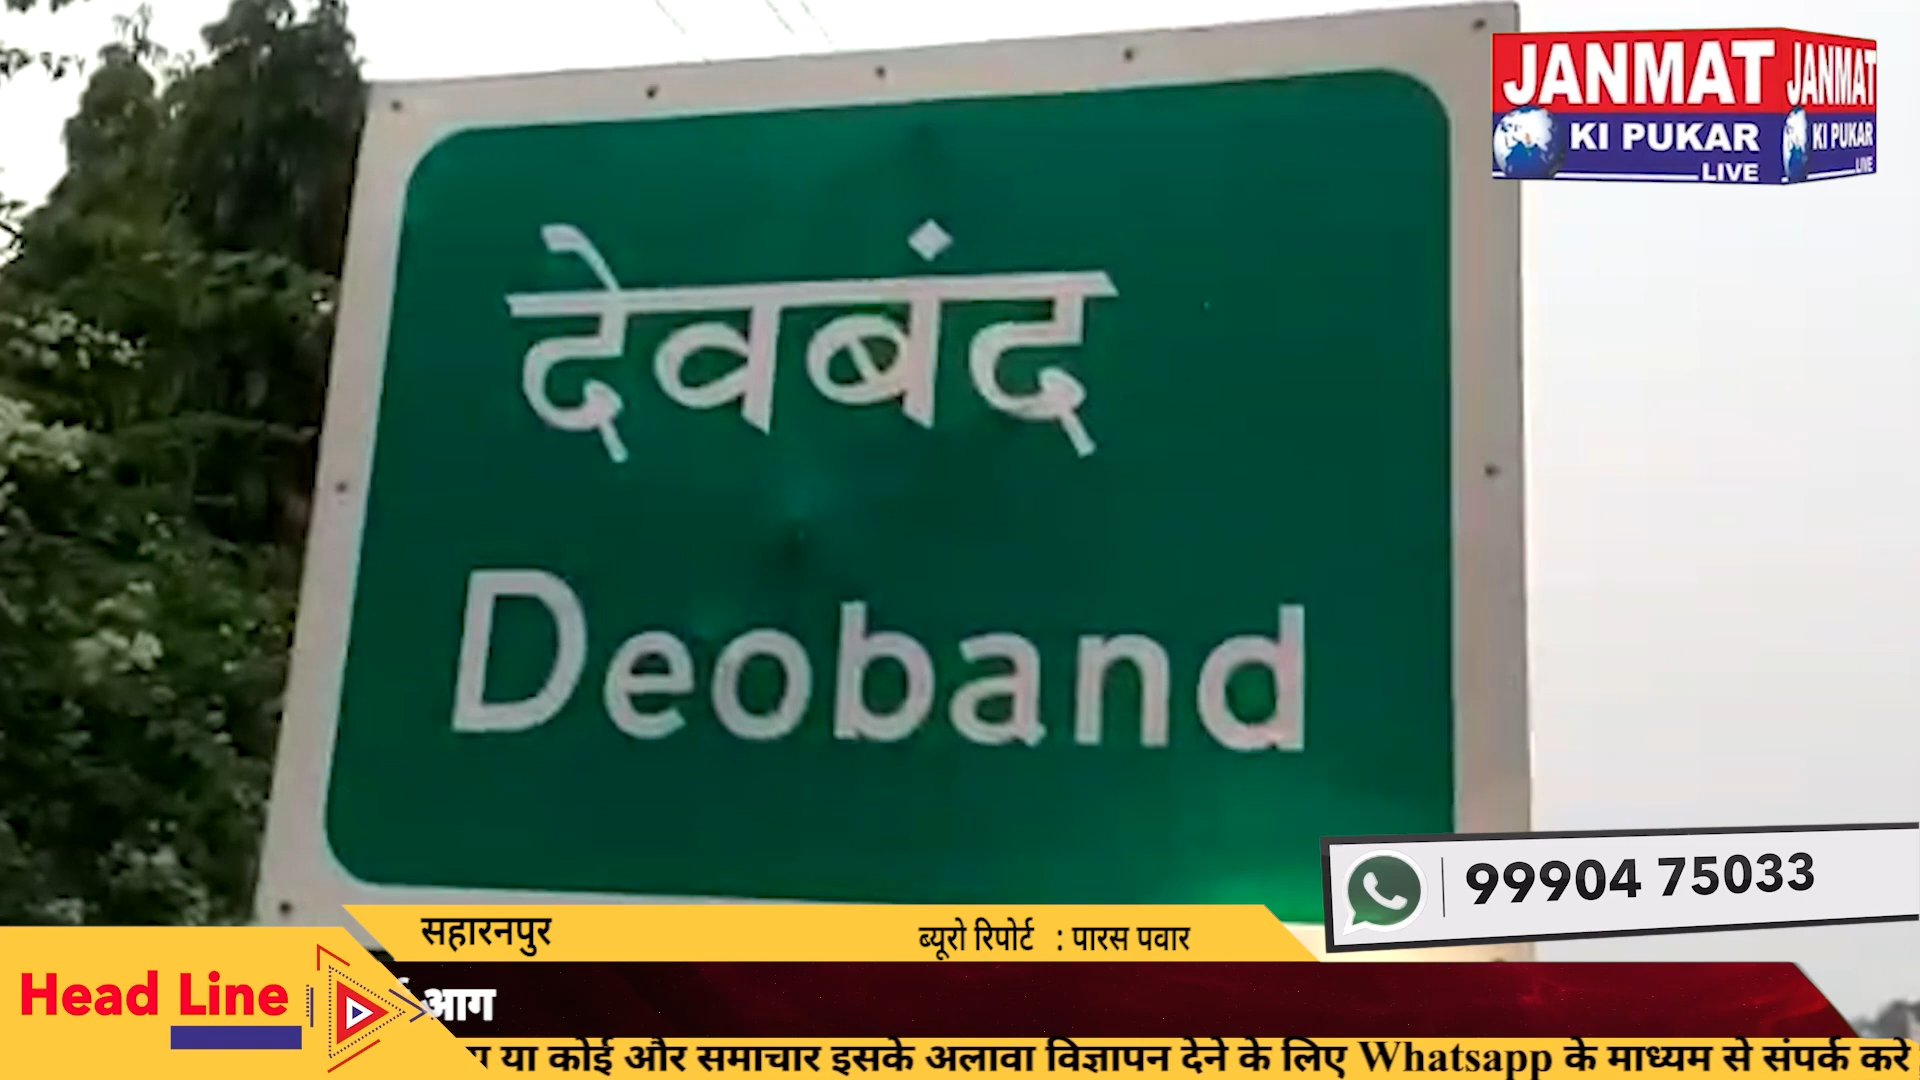 JANMAT JANMAT
KI PUKAR KI PUKAR
LIVE LIVE
देवबंद
Deoband
99904 75033
सहारनपुर
ब्यूरो रिपोर्ट : पारस पवार
Head Line
आग
या कोई और समाचार इसके अलावा विज्ञापन देने के लिए Whatsapp के माध्यम से संपर्क करे